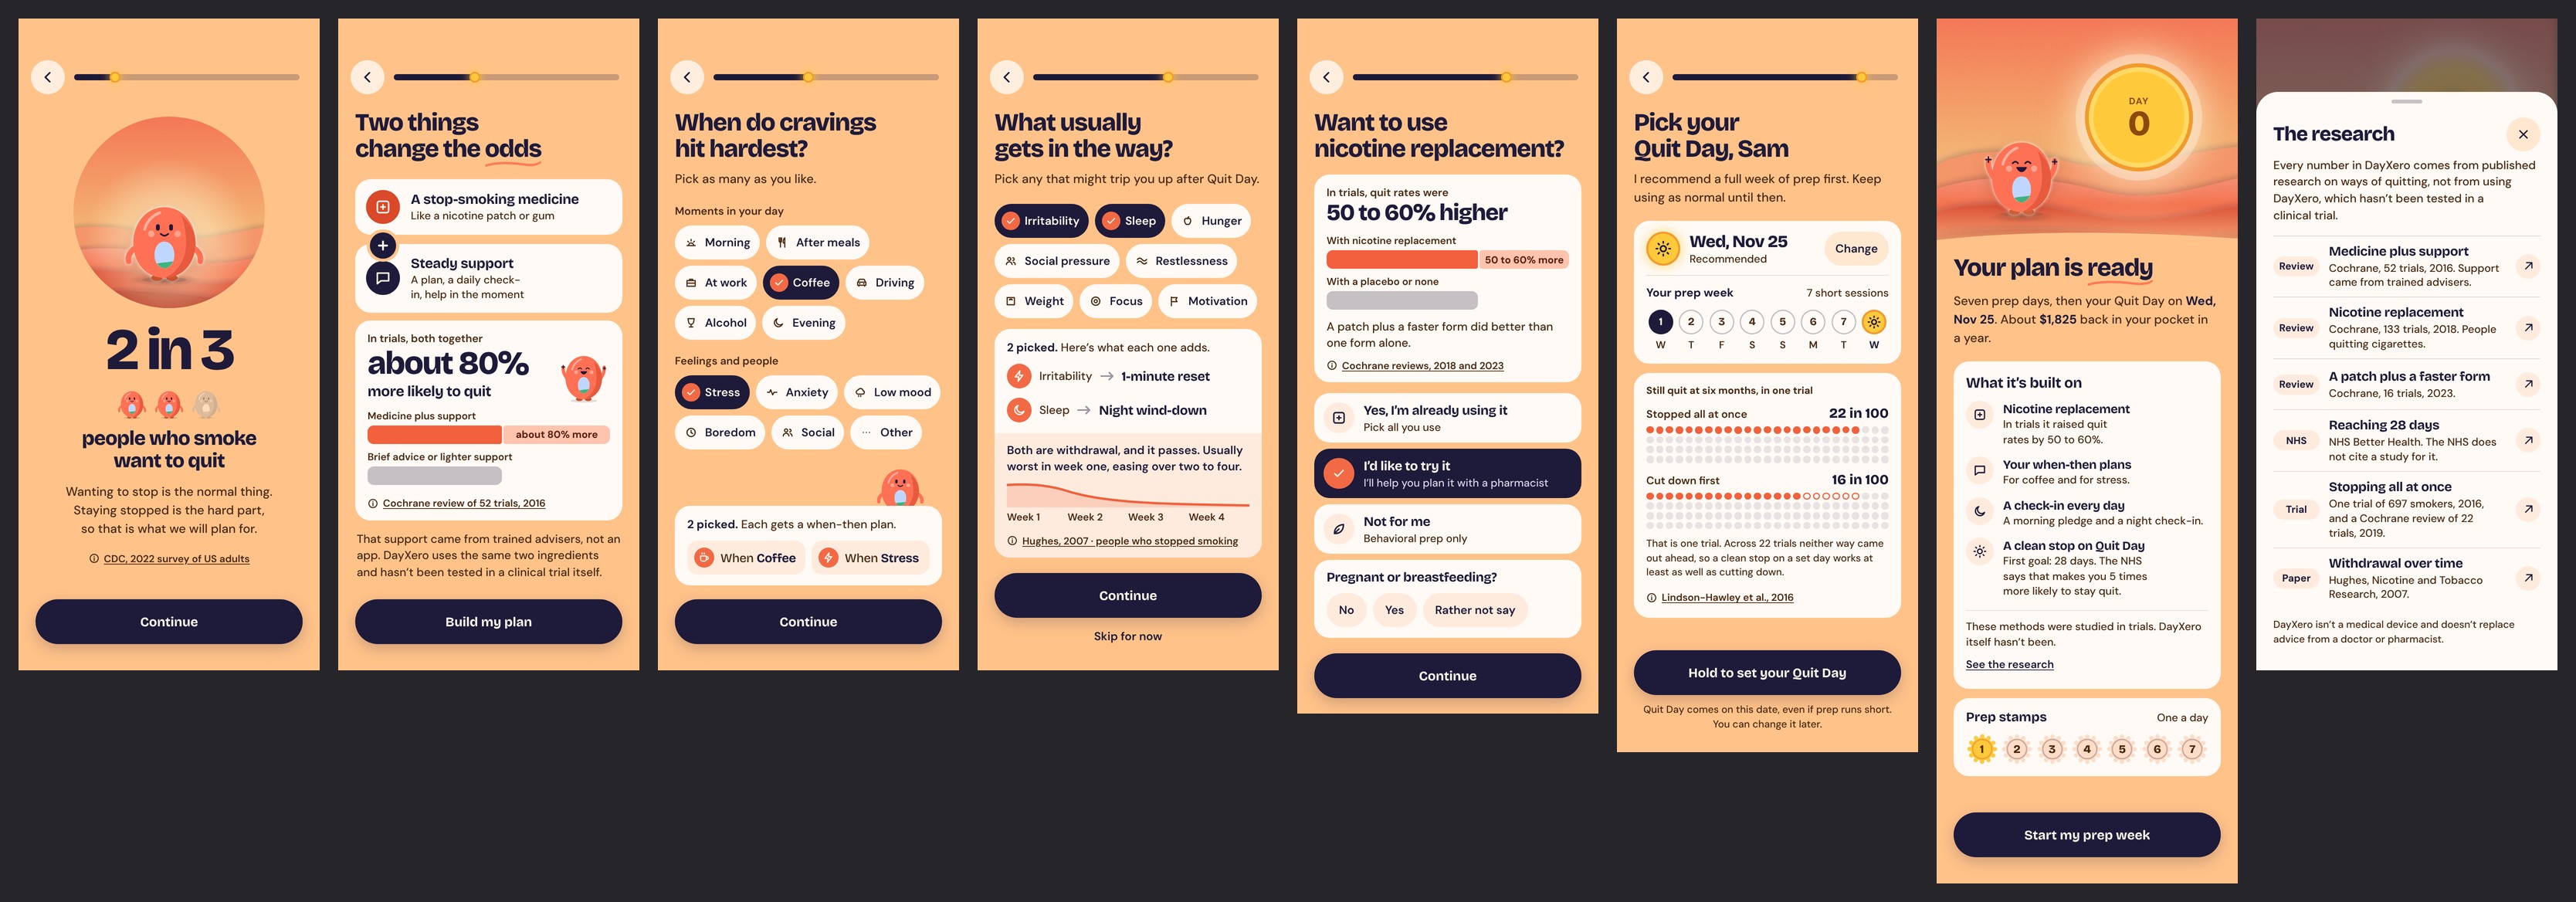 2 in 3
people who smoke
want to quit
Wanting to stop is the normal thing.
Staying stopped is the hard part,
so that is what we will plan for.
CDC, 2022 survey of US adults
Continue
Two things
change the odds
A stop-smoking medicine
Like a nicotine patch or gum
Steady support
A plan, a daily check-
in, help in the moment
In trials, both together
about 80%
more likely to quit
Medicine plus support
about 80% more
Brief advice or lighter support
Cochrane review of 52 trials, 2016
That support came from trained advisers, not an
app. DayXero uses the same two ingredients
and hasn't been tested in a clinical trial itself.
Build my plan
When do cravings
hit hardest?
Pick as many as you like.
Moments in your day
Morning
After meals
At work
Coffee
Driving
Alcohol
Evening
Feelings and people
Stress
Anxiety
Low mood
Boredom
Social
Other
2 picked. Each gets a when-then plan.
When Coffee
When Stress
Continue
What usually
gets in the way?
Pick any that might trip you up after Quit Day.
Irritability
Sleep
Hunger
Social pressure
Restlessness
Weight
Focus
Motivation
2 picked. Here's what each one adds.
Irritability → 1-minute reset
Sleep → Night wind-down
Both are withdrawal, and it passes. Usually
worst in week one, easing over two to four.
Week 1 Week 2 Week 3 Week 4
Hughes, 2007 · people who stopped smoking
Continue
Skip for now
Want to use
nicotine replacement?
In trials, quit rates were
50 to 60% higher
With nicotine replacement
50 to 60% more
With a placebo or none
A patch plus a faster form did better than
one form alone.
Cochrane reviews, 2018 and 2023
Yes, I'm already using it
Pick all you use
I'd like to try it
I'll help you plan it with a pharmacist
Not for me
Behavioral prep only
Pregnant or breastfeeding?
No
Yes
Rather not say
Continue
Pick your
Quit Day, Sam
I recommend a full week of prep first. Keep
using as normal until then.
Wed, Nov 25
Recommended
Change
Your prep week
7 short sessions
1 2 3 4 5 6 7
W T F S S M T W
Still quit at six months, in one trial
Stopped all at once
22 in 100
Cut down first
16 in 100
That is one trial. Across 22 trials neither way came
out ahead, so a clean stop on a set day works at
least as well as cutting down.
Lindson-Hawley et al., 2016
Hold to set your Quit Day
Quit Day comes on this date, even if prep runs short.
You can change it later.
DAY
0
Your plan is ready
Seven prep days, then your Quit Day on Wed,
Nov 25. About $1,825 back in your pocket in
a year.
What it's built on
Nicotine replacement
In trials it raised quit
rates by 50 to 60%.
Your when-then plans
For coffee and for stress.
A check-in every day
A morning pledge and a night check-in.
A clean stop on Quit Day
First goal: 28 days. The NHS
says that makes you 5 times
more likely to stay quit.
These methods were studied in trials. DayXero
itself hasn't been.
See the research
Prep stamps
One a day
1 2 3 4 5 6 7
Start my prep week
The research
Every number in DayXero comes from published
research on ways of quitting, not from using
DayXero, which hasn't been tested in a
clinical trial.
Review
Medicine plus support
Cochrane, 52 trials, 2016. Support
came from trained advisers.
Review
Nicotine replacement
Cochrane, 133 trials, 2018. People
quitting cigarettes.
Review
A patch plus a faster form
Cochrane, 16 trials, 2023.
NHS
Reaching 28 days
NHS Better Health. The NHS does
not cite a study for it.
Trial
Stopping all at once
One trial of 697 smokers, 2016,
and a Cochrane review of 22
trials, 2019.
Paper
Withdrawal over time
Hughes, Nicotine and Tobacco
Research, 2007.
DayXero isn't a medical device and doesn't replace
advice from a doctor or pharmacist.